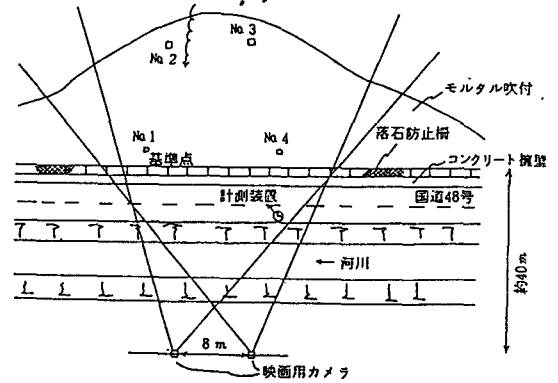 No.3
No.2
モルタル吹付
落石防止柵
No.1
No.4
基準点
コンクリート擁壁
計測装置
国道48号
河川
約40m
8m
映画用カメラ